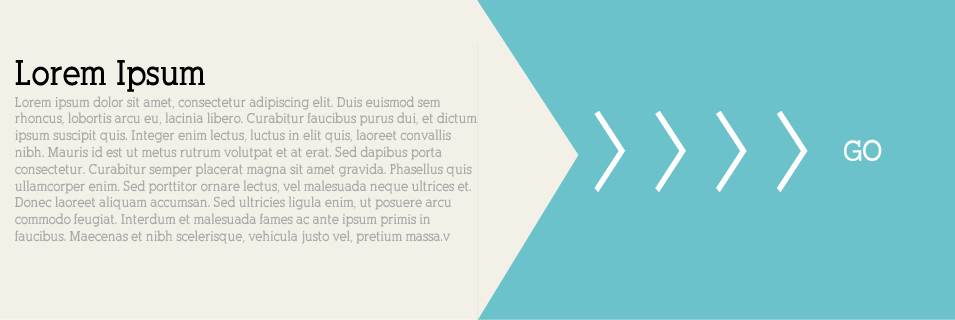 Lorem Ipsum
Lorem ipsum dolor sit amet, consectetur adipiscing elit. Duis euismod sem
rhoncus, lobortis arcu eu, lacinia libero. Curabitur faucibus purus dui, et dictum
ipsum suscipit quis. Integer enim lectus, luctus in elit quis, laoreet convallis
nibh. Mauris id est ut metus rutrum volutpat et at erat. Sed dapibus porta
consectetur. Curabitur semper placerat magna sit amet gravida. Phasellus quis
ullamcorper enim. Sed porttitor ornare lectus, vel malesuada neque ultrices et.
Donec laoreet aliquam accumsan. Sed ultricies ligula enim, ut posuere arcu
commodo feugiat. Interdum et malesuada fames ac ante ipsum primis in
faucibus. Maecenas et nibh scelerisque, vehicula justo vel, pretium massa.v
GO